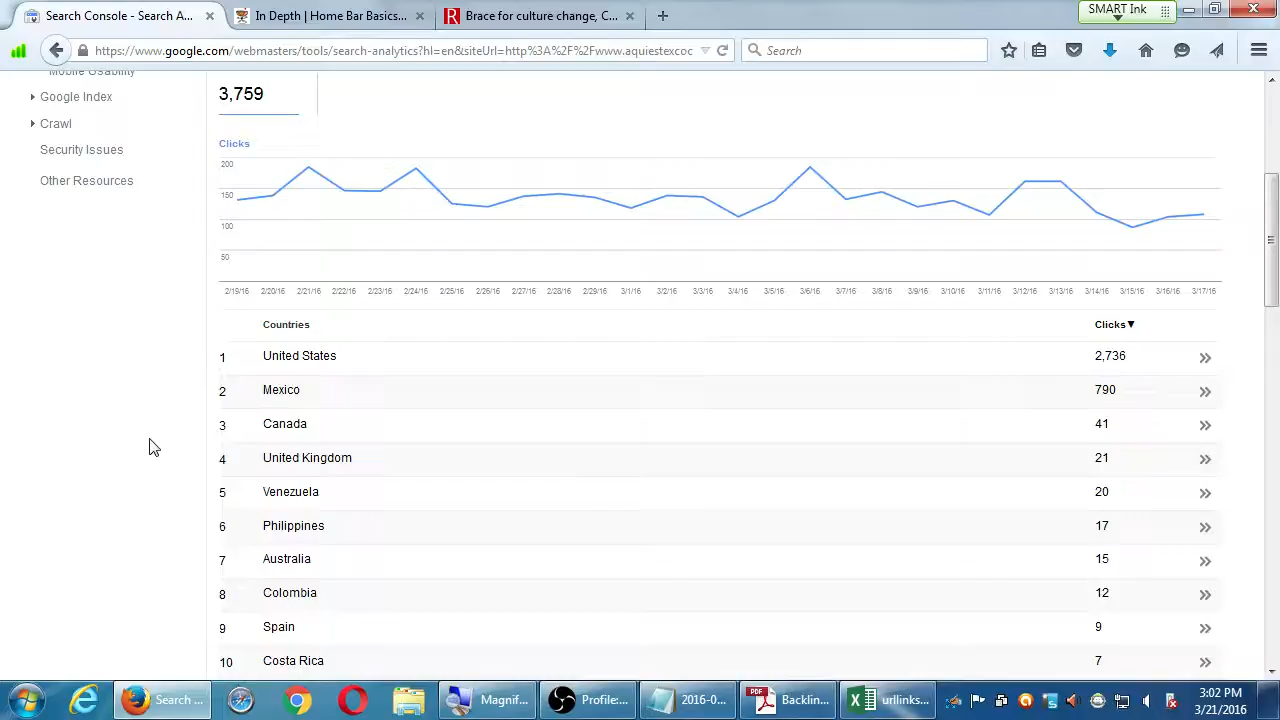 Search Console - Search A...
In Depth | Home Bar Basics...
Brace for culture change, C...
SMART Ink
https://www.google.com/webmasters/tools/search-analytics?hl=en&siteUrl=http%3A%2F%2Fwww.aquiestexcoc
Search
Mobile Usability
Google Index
Crawl
Security Issues
Other Resources
3,759
Clicks
200
150
100
50
2/19/16 2/20/16 2/21/16 2/22/16 2/23/16 2/24/16 2/25/16 2/26/16 2/27/16 2/28/16 2/29/16 3/1/16 3/2/16 3/3/16 3/4/16 3/5/16 3/6/16 3/7/16 3/8/16 3/9/16 3/10/16 3/11/16 3/12/16 3/13/16 3/14/16 3/15/16 3/16/16 3/17/16
Countries Clicks▼
1 United States 2,736 »
2 Mexico 790 »
3 Canada 41 »
4 United Kingdom 21 »
5 Venezuela 20 »
6 Philippines 17 »
7 Australia 15 »
8 Colombia 12 »
9 Spain 9 »
10 Costa Rica 7 »
Search ...
Magnif...
Profile:...
2016-0...
PDF
Backlin...
urllinks...
3:02 PM
3/21/2016